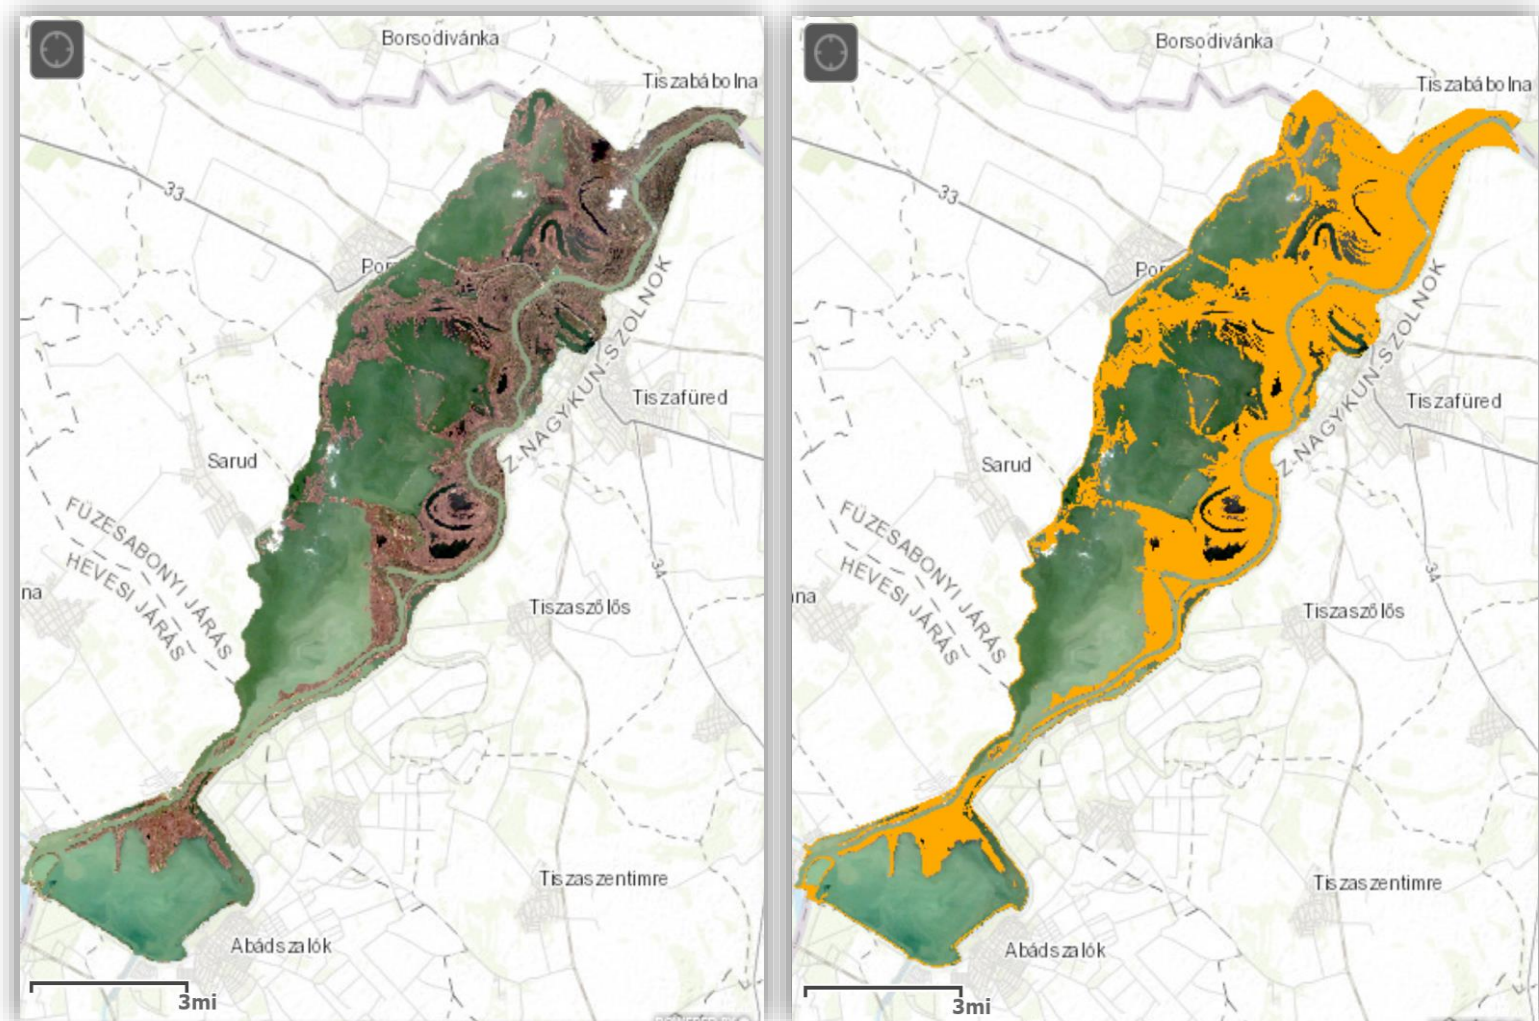 Borsodivánka
Tiszabábolna
33
Por
Z-NAGYKUN-SZOLNOK
Tiszafüred
Sarud
FÜZESABONYI JÁRÁS
HEVESI JÁRÁS
34
na
Tiszaszőlős
Tiszaszentimre
Abádszalók
3mi
Borsodivánka
Tiszabábolna
33
Por
Z-NAGYKUN-SZOLNOK
Tiszafüred
Sarud
FÜZESABONYI JÁRÁS
HEVESI JÁRÁS
34
ana
Tiszaszőlős
Tiszaszentimre
Abádszalók
3mi